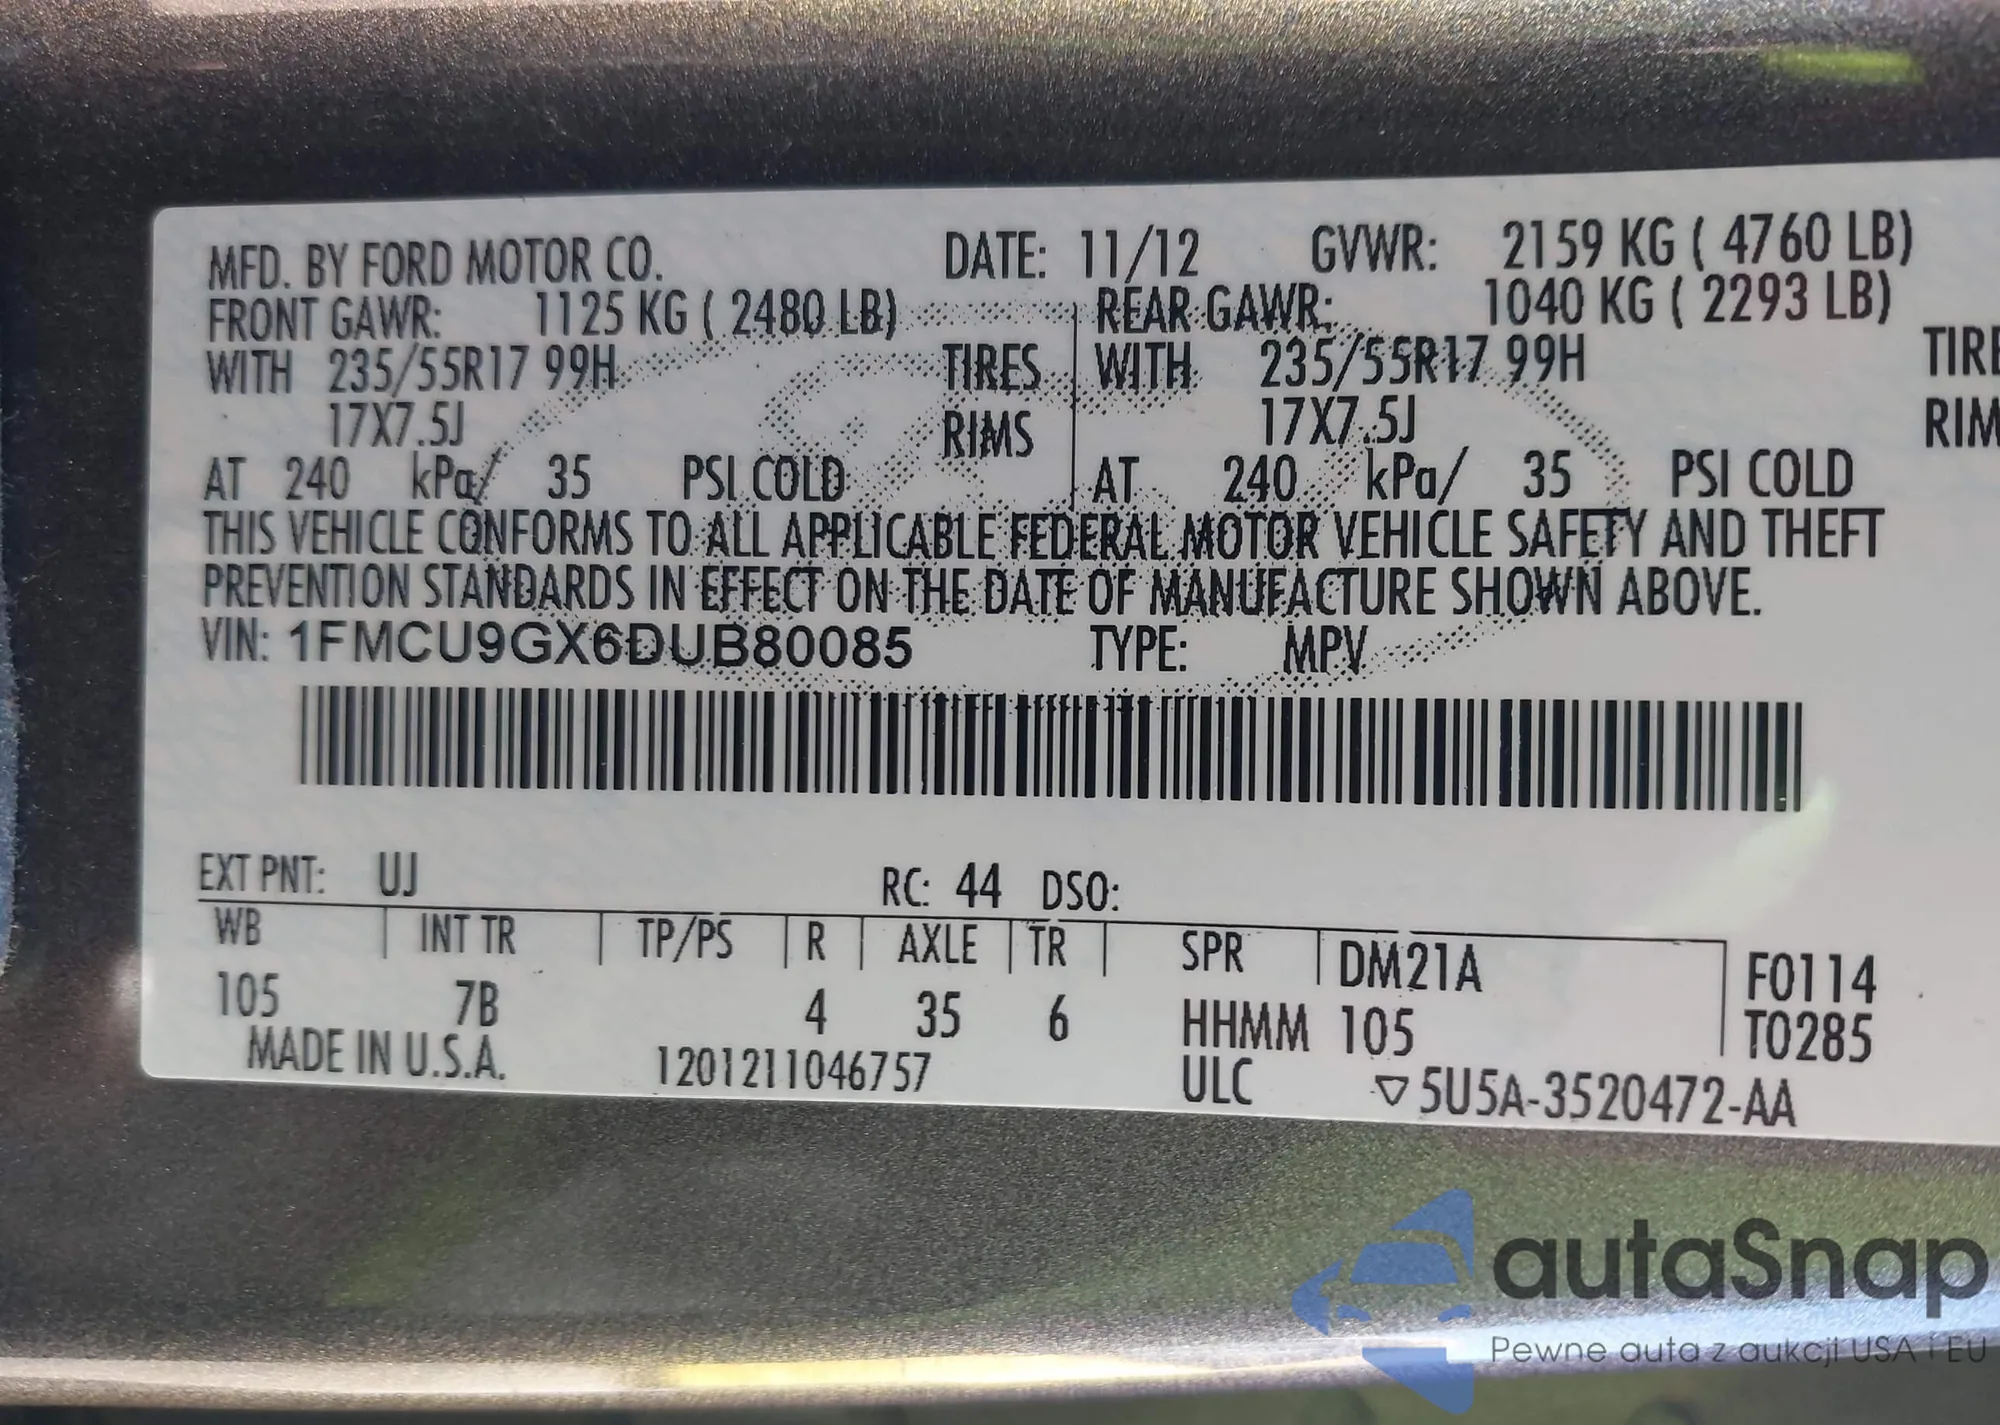 MFD. BY FORD MOTOR CO. DATE: 11/12 GVWR: 2159 KG ( 4760 LB)
FRONT GAWR: 1125 KG ( 2480 LB) REAR GAWR: 1040 KG ( 2293 LB)
WITH 235/55R17 99H TIRES WITH 235/55R17 99H TIRE
17X7.5J RIMS 17X7.5J RIM
AT 240 kPa/ 35 PSI COLD AT 240 kPa/ 35 PSI COLD
THIS VEHICLE CONFORMS TO ALL APPLICABLE FEDERAL MOTOR VEHICLE SAFETY AND THEFT
PREVENTION STANDARDS IN EFFECT ON THE DATE OF MANUFACTURE SHOWN ABOVE.
VIN: 1FMCU9GX6DUB80085 TYPE: MPV
EXT PNT: UJ RC: 44 DSO:
WB INT TR TP/PS R AXLE TR SPR DM21A F0114
105 7B 4 35 6 HHMM 105 T0285
MADE IN U.S.A. 1201211046757 ULC ▽5U5A-3520472-AA
autaSnap
Pewne auta z aukcji USA i EU